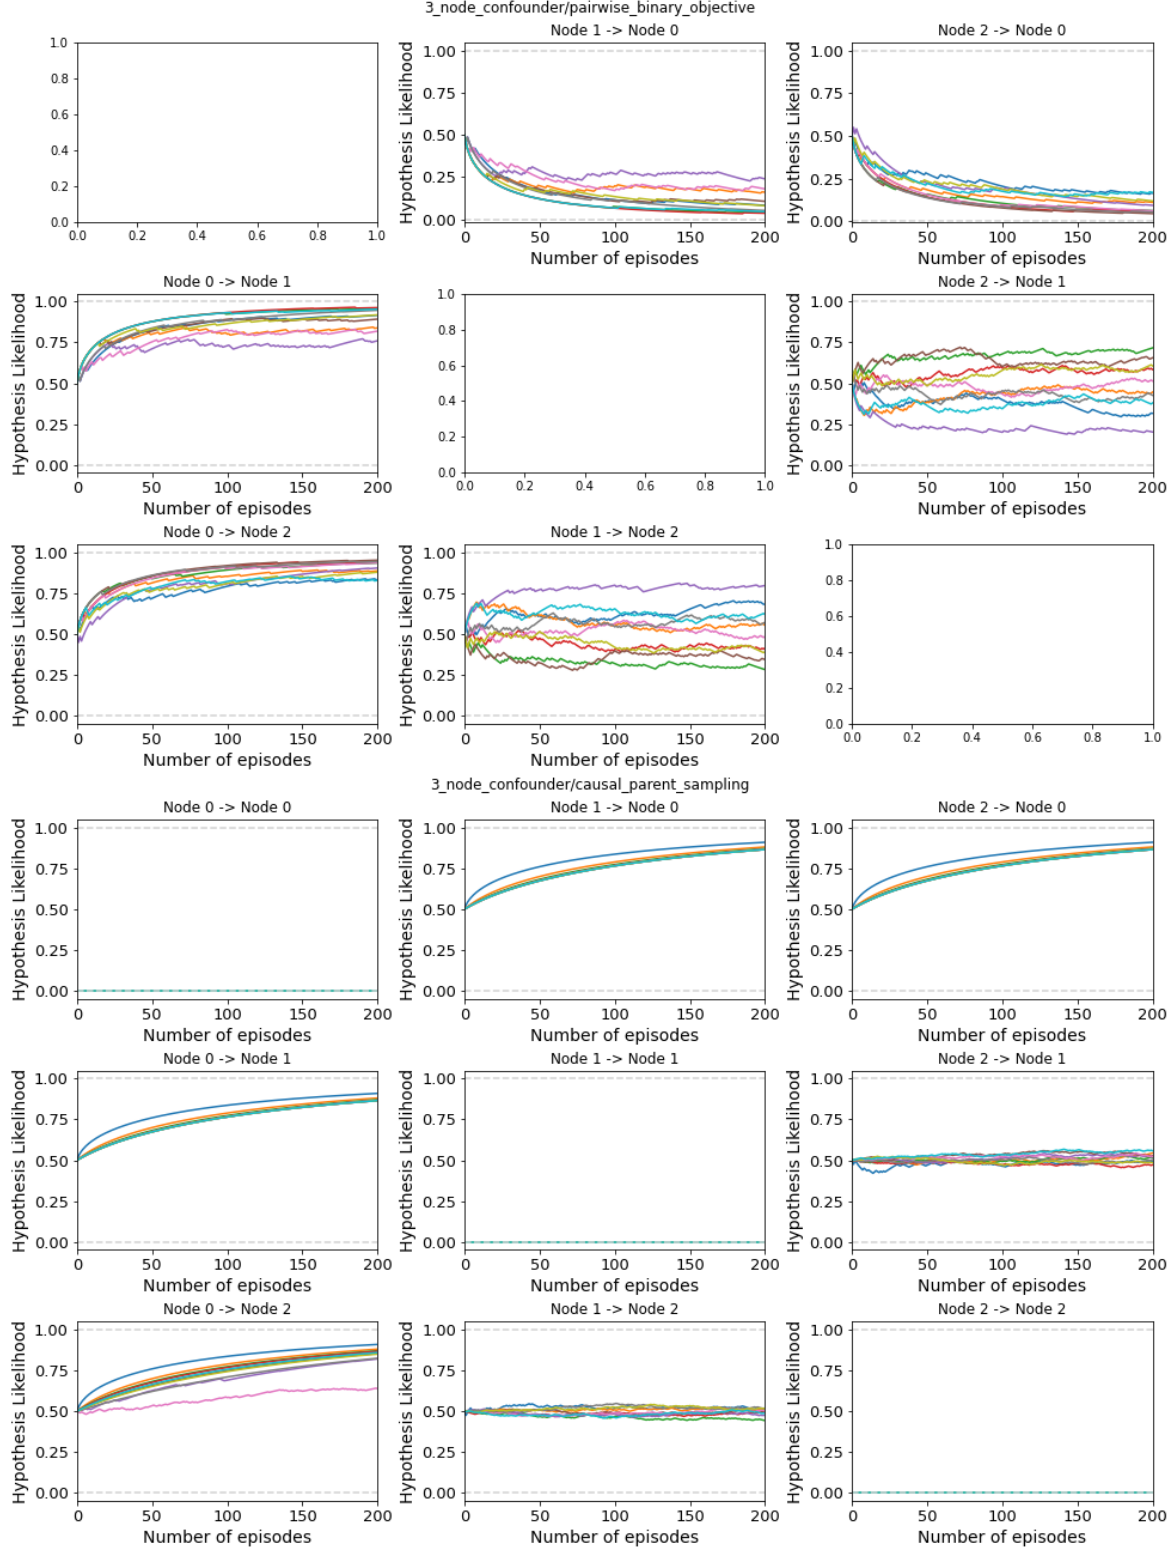 3_node_confounder/pairwise_binary_objective
Node 1 -> Node 0
Node 2 -> Node 0
1.0
0.8
0.6
0.4
0.2
0.0
0.0 0.2 0.4 0.6 0.8 1.0
Hypothesis Likelihood
1.00
0.75
0.50
0.25
0.00
0 50 100 150 200
Number of episodes
Hypothesis Likelihood
1.00
0.75
0.50
0.25
0.00
0 50 100 150 200
Number of episodes
Node 0 -> Node 1
Node 2 -> Node 1
Hypothesis Likelihood
1.00
0.75
0.50
0.25
0.00
0 50 100 150 200
Number of episodes
1.0
0.8
0.6
0.4
0.2
0.0
0.0 0.2 0.4 0.6 0.8 1.0
Hypothesis Likelihood
1.00
0.75
0.50
0.25
0.00
0 50 100 150 200
Number of episodes
Node 0 -> Node 2
Node 1 -> Node 2
Hypothesis Likelihood
1.00
0.75
0.50
0.25
0.00
0 50 100 150 200
Number of episodes
Hypothesis Likelihood
1.00
0.75
0.50
0.25
0.00
0 50 100 150 200
Number of episodes
1.0
0.8
0.6
0.4
0.2
0.0
0.0 0.2 0.4 0.6 0.8 1.0
3_node_confounder/causal_parent_sampling
Node 0 -> Node 0
Node 1 -> Node 0
Node 2 -> Node 0
Hypothesis Likelihood
1.00
0.75
0.50
0.25
0.00
0 50 100 150 200
Number of episodes
Hypothesis Likelihood
1.00
0.75
0.50
0.25
0.00
0 50 100 150 200
Number of episodes
Hypothesis Likelihood
1.00
0.75
0.50
0.25
0.00
0 50 100 150 200
Number of episodes
Node 0 -> Node 1
Node 1 -> Node 1
Node 2 -> Node 1
Hypothesis Likelihood
1.00
0.75
0.50
0.25
0.00
0 50 100 150 200
Number of episodes
Hypothesis Likelihood
1.00
0.75
0.50
0.25
0.00
0 50 100 150 200
Number of episodes
Hypothesis Likelihood
1.00
0.75
0.50
0.25
0.00
0 50 100 150 200
Number of episodes
Node 0 -> Node 2
Node 1 -> Node 2
Node 2 -> Node 2
Hypothesis Likelihood
1.00
0.75
0.50
0.25
0.00
0 50 100 150 200
Number of episodes
Hypothesis Likelihood
1.00
0.75
0.50
0.25
0.00
0 50 100 150 200
Number of episodes
Hypothesis Likelihood
1.00
0.75
0.50
0.25
0.00
0 50 100 150 200
Number of episodes